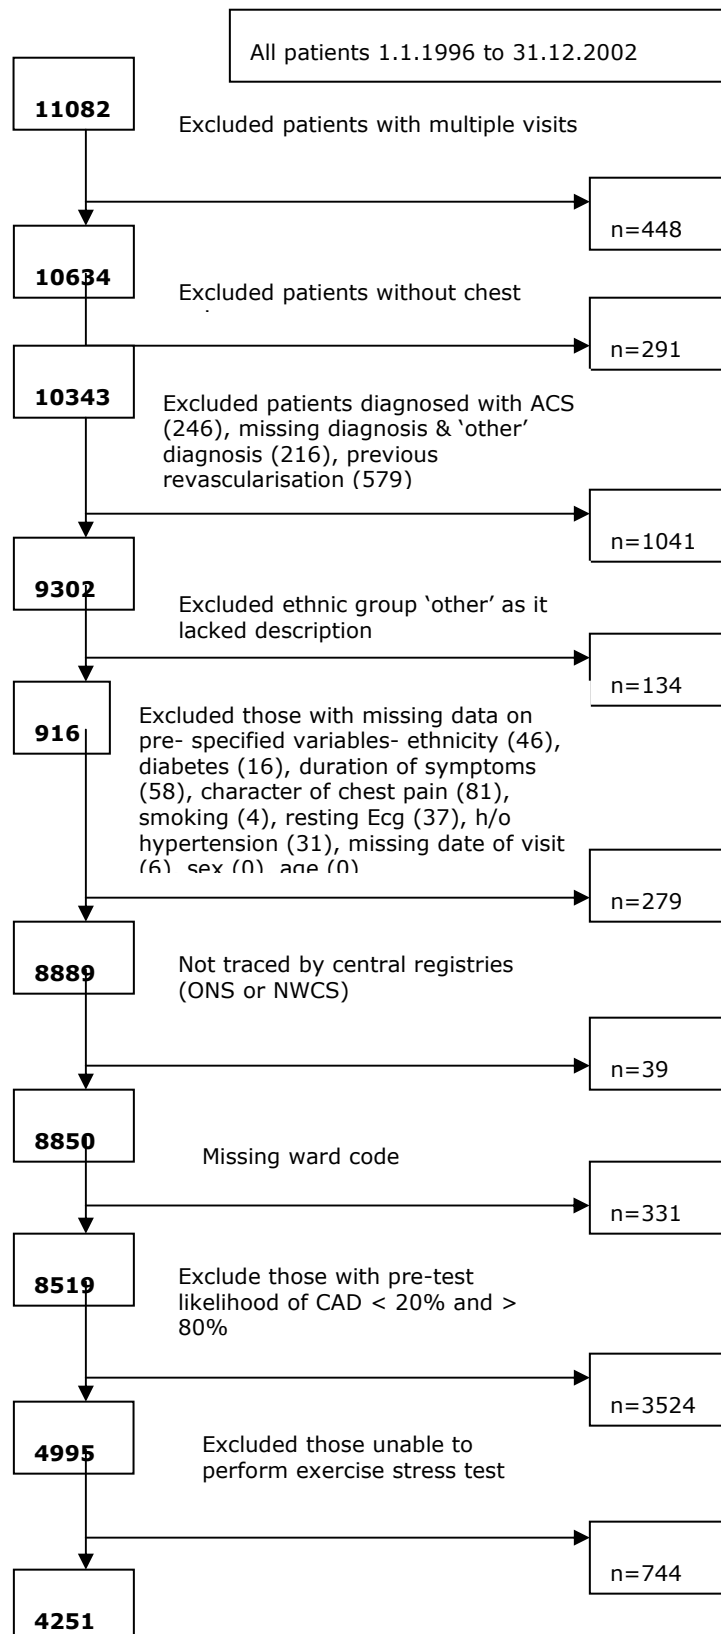 All patients 1.1.1996 to 31.12.2002
11082
Excluded patients with multiple visits
n=448
10634
Excluded patients without chest
n=291
10343
Excluded patients diagnosed with ACS
(246), missing diagnosis & ‘other’
diagnosis (216), previous
revascularisation (579)
n=1041
9302
Excluded ethnic group ‘other’ as it
lacked description
n=134
916
Excluded those with missing data on
pre- specified variables- ethnicity (46),
diabetes (16), duration of symptoms
(58), character of chest pain (81),
smoking (4), resting Ecg (37), h/o
hypertension (31), missing date of visit
(6), sex (0), age (0)
n=279
8889
Not traced by central registries
(ONS or NWCS)
n=39
8850
Missing ward code
n=331
8519
Exclude those with pre-test
likelihood of CAD < 20% and >
80%
n=3524
4995
Excluded those unable to
perform exercise stress test
n=744
4251